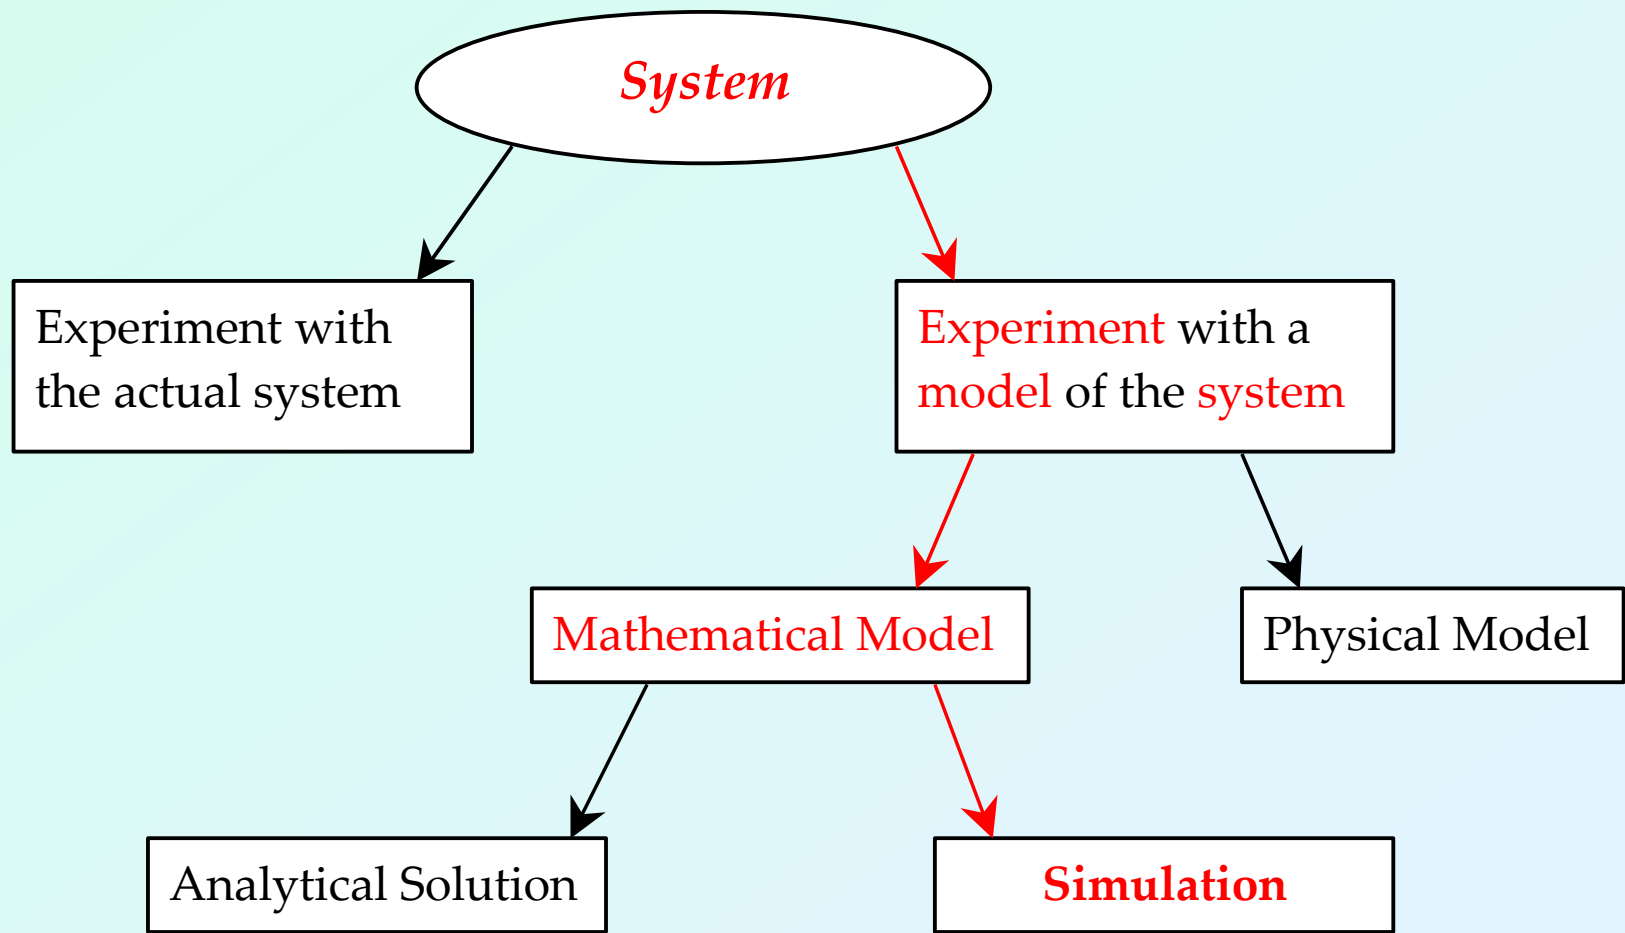 System
Experiment with
the actual system
Experiment with a
model of the system
Mathematical Model
Physical Model
Analytical Solution
Simulation